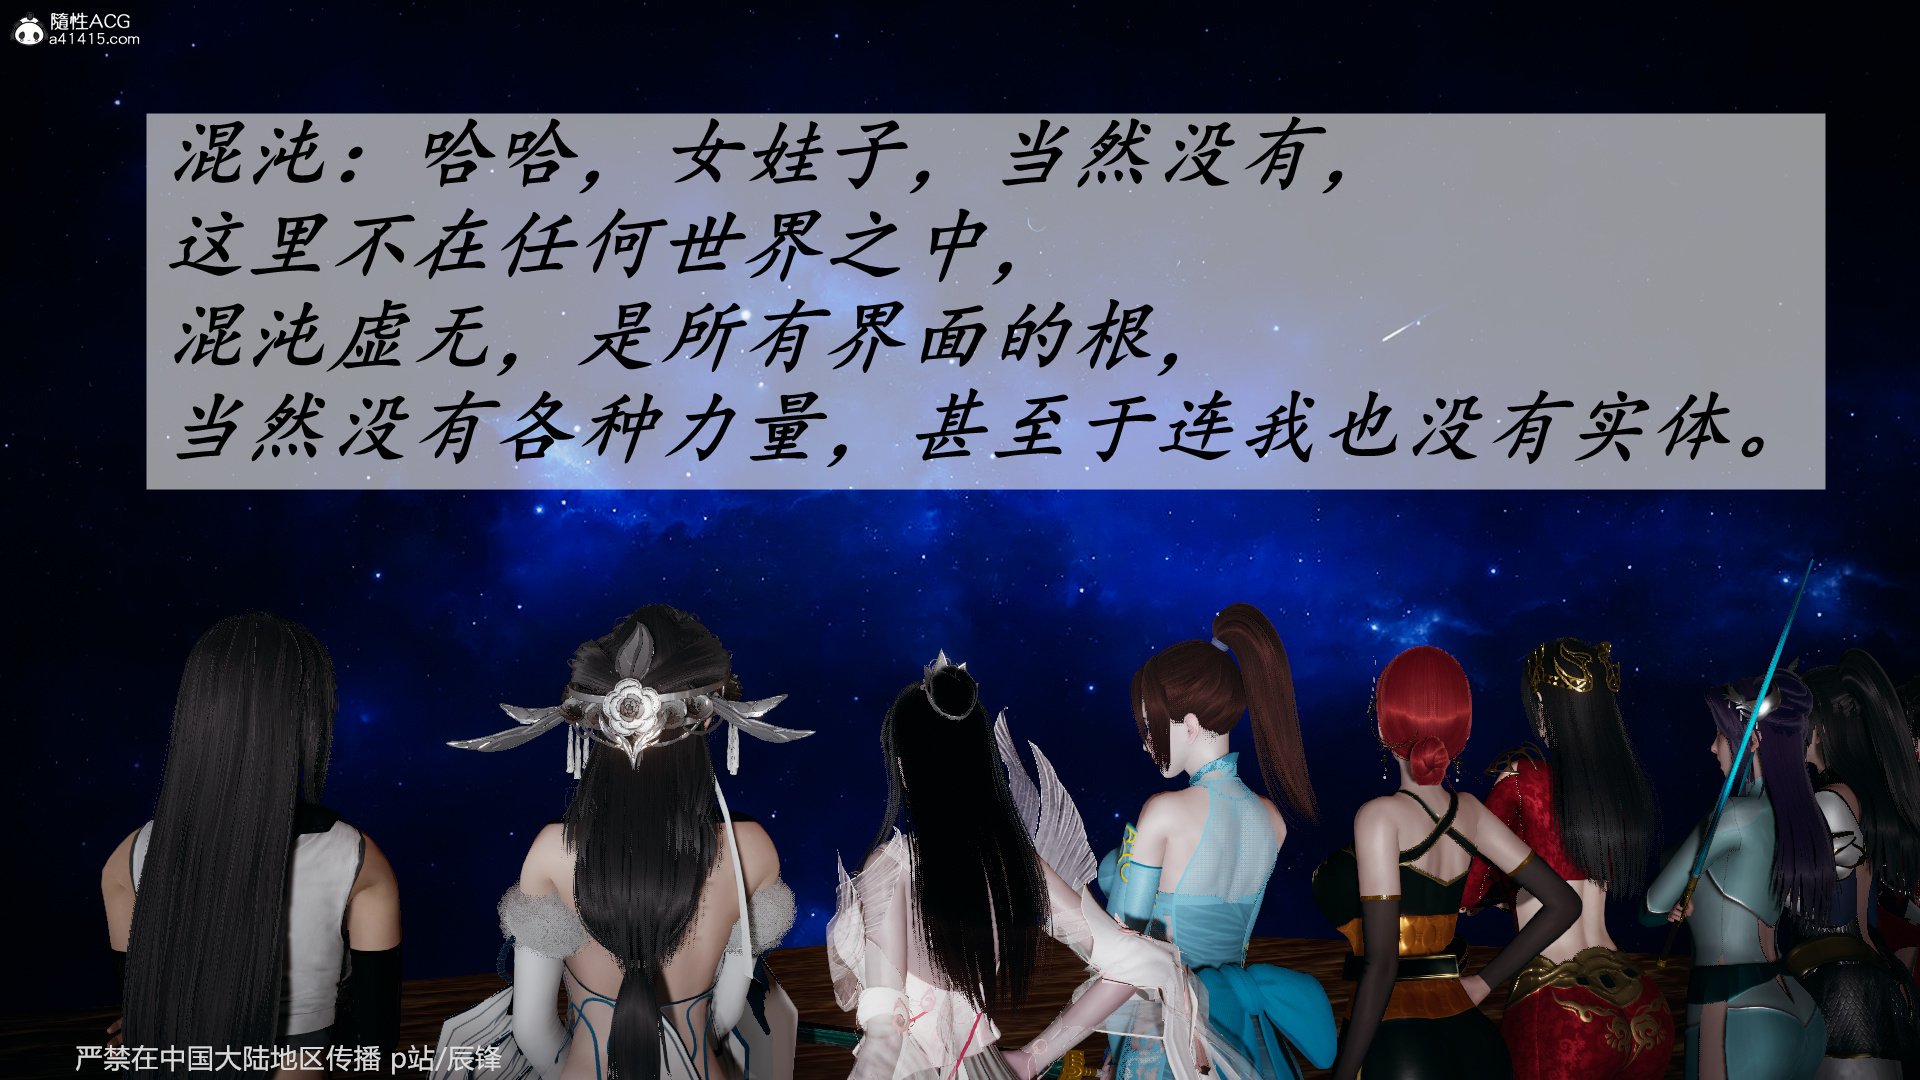 隨性ACG
a41415.com
混沌：哈哈，女娃子，当然没有，
这里不在任何世界之中，
混沌虚无，是所有界面的根，
当然没有各种力量，甚至于连我也没有实体。
严禁在中国大陆地区传播 p站/辰锋